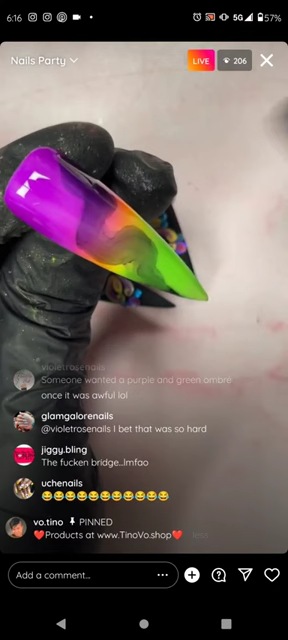 6:16
5G
57%
Nails Party
LIVE
206
violetrosenails
Someone wanted a purple and green ombre
once it was awful lol
glamgalorenails
@violetrosenails I bet that was so hard
jiggy.bling
The fucken bridge..lmfao
uchenails
😂😂😂😂😂😂😂😂😂😂😂
vo.tino PINNED
❤️Products at www.TinoVo.shop❤️ less
Add a comment...